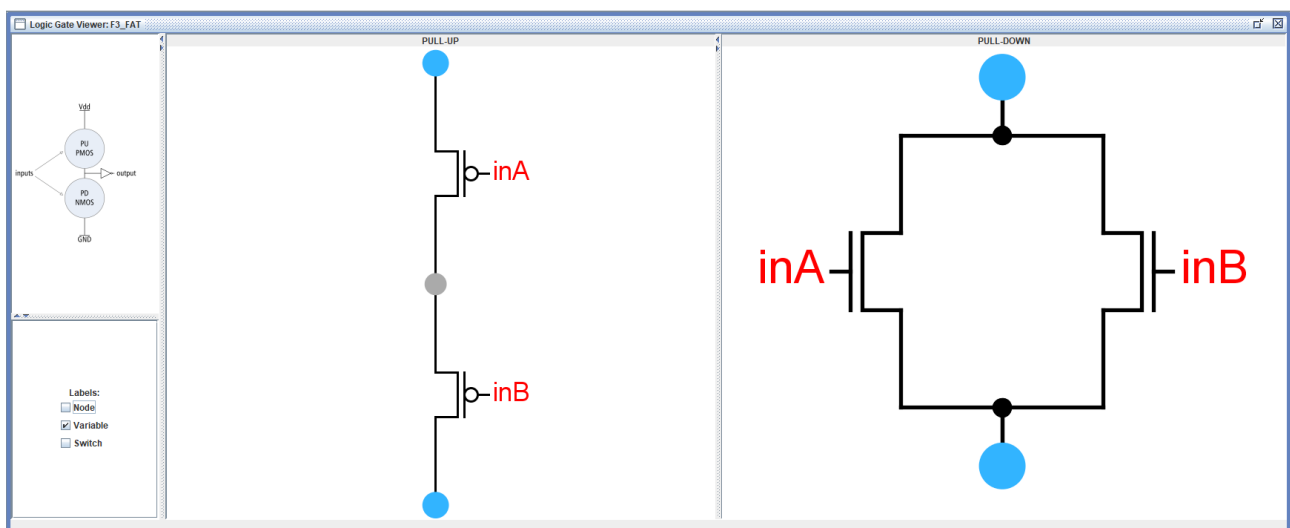 Logic Gate Viewer: F3_FAT
Vdd
PU
PMOS
inputs
output
PD
NMOS
GND
Labels:
Node
Variable
Switch
PULL-UP
inA
inB
PULL-DOWN
inA
inB